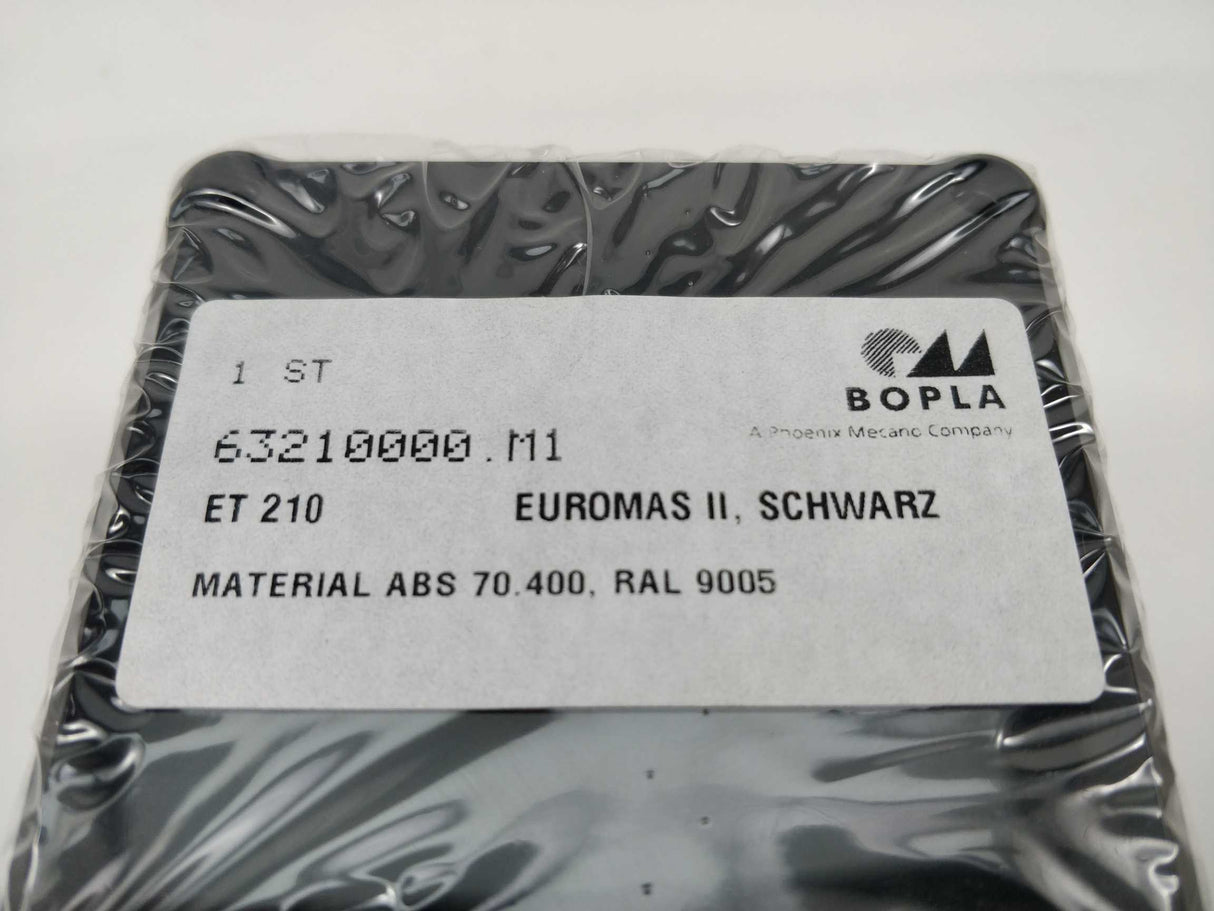 1 ST
BOPLA
A Phoenix Mecano Company
63210000.M1
ET 210 EUROMAS II, SCHWARZ
MATERIAL ABS 70.400, RAL 9005